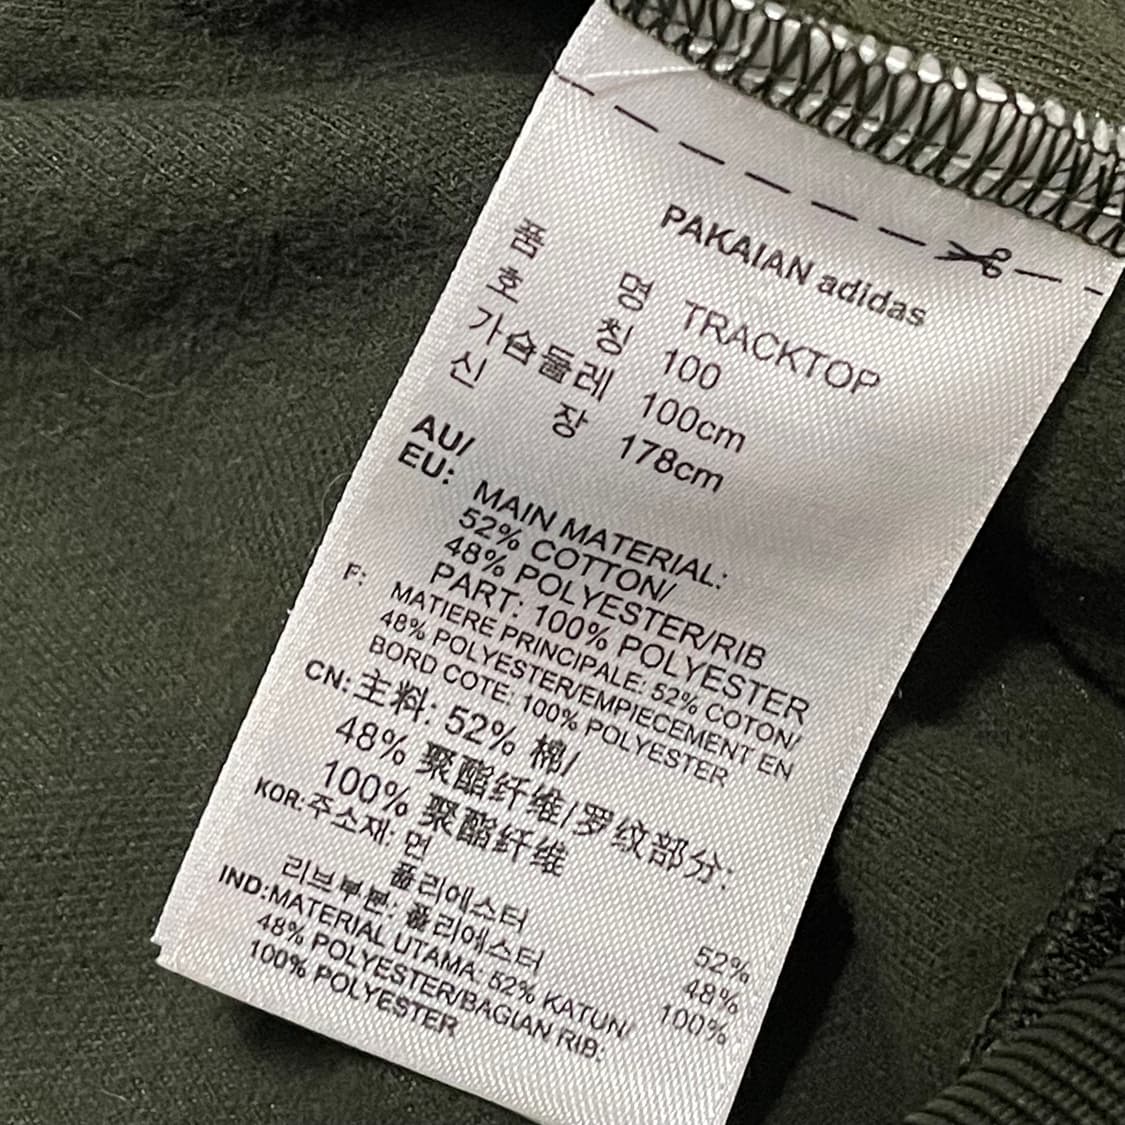 PAKAIAN adidas
품 명 TRACKTOP
호 칭 100
가슴둘레 100cm
신 장 178cm
AU/
EU: MAIN MATERIAL:
52% COTTON/
48% POLYESTER/RIB
PART: 100% POLYESTER
F: MATIERE PRINCIPALE: 52% COTON/
48% POLYESTER/EMPIECEMENT EN
BORD COTE: 100% POLYESTER
CN: 主料: 52% 棉/
48% 聚酯纤维/罗纹部分:
100% 聚酯纤维
KOR: 주소재: 면 52%
폴리에스터 48%
리브부분: 폴리에스터 100%
IND: MATERIAL UTAMA: 52% KATUN/
48% POLYESTER/BAGIAN RIB:
100% POLYESTER